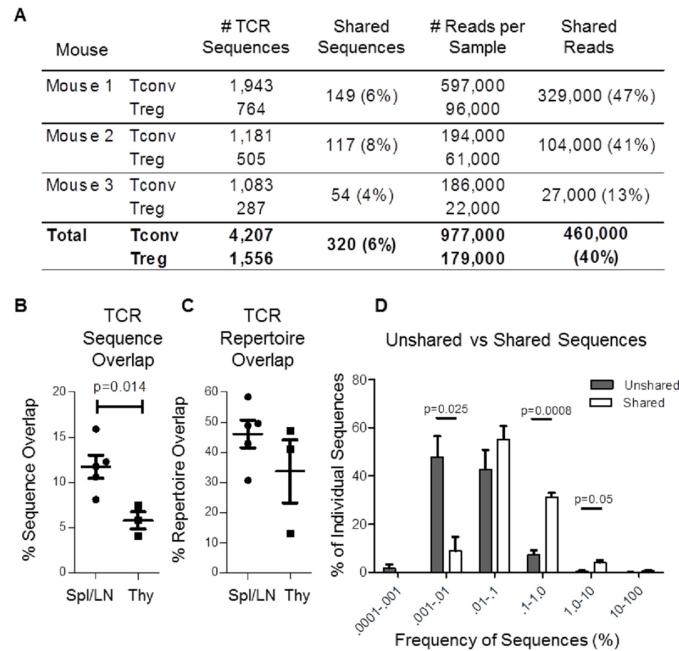 A
# TCR Shared # Reads per Shared
Mouse Sequences Sequences Sample Reads
Mouse 1 Tconv 1,943 149 (6%) 597,000 329,000 (47%)
Treg 764 96,000
Mouse 2 Tconv 1,181 117 (8%) 194,000 104,000 (41%)
Treg 505 61,000
Mouse 3 Tconv 1,083 54 (4%) 186,000 27,000 (13%)
Treg 287 22,000
Total Tconv 4,207 320 (6%) 977,000 460,000
Treg 1,556 179,000 (40%)
B
TCR
Sequence
Overlap
p=0.014
% Sequence Overlap
20
15
10
5
0
Spl/LN Thy
C
TCR
Repertoire
Overlap
% Repertoire Overlap
60
50
40
30
20
10
0
Spl/LN Thy
D
Unshared vs Shared Sequences
Unshared
Shared
p=0.025
p=0.0008
p=0.05
% of Individual Sequences
80
60
40
20
0
.0001-.001
.001-.01
.01-.1
.1-1.0
1.0-10
10-100
Frequency of Sequences (%)